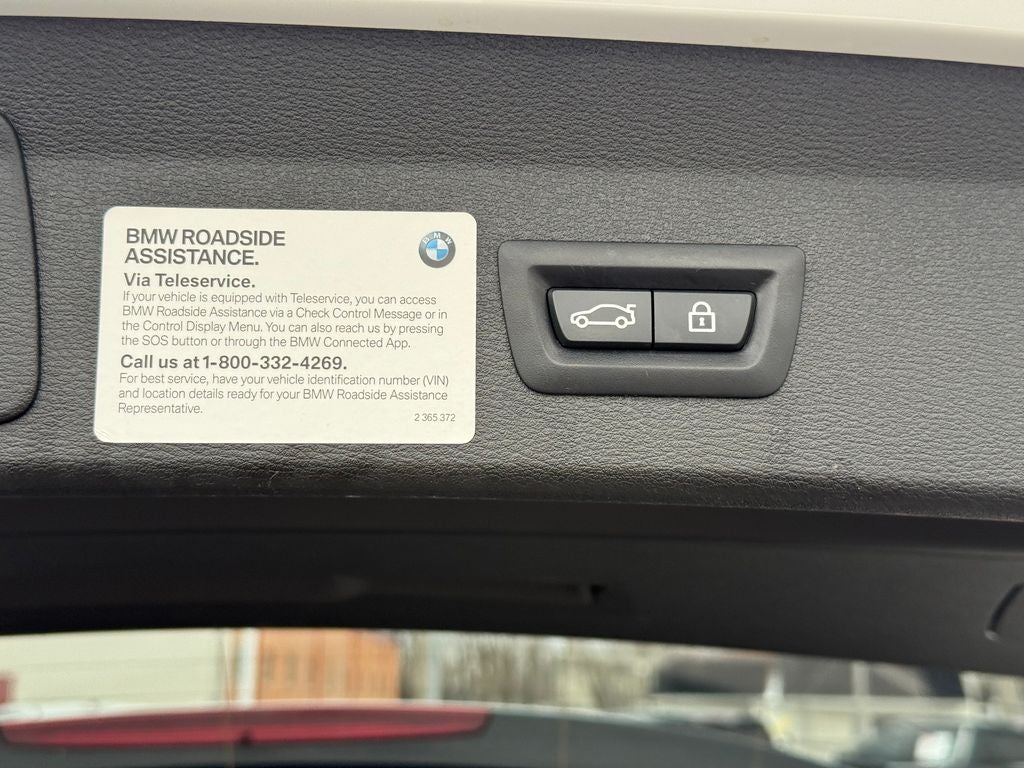 BMW ROADSIDE
ASSISTANCE.
BMW
Via Teleservice.
If your vehicle is equipped with Teleservice, you can access
BMW Roadside Assistance via a Check Control Message or in
the Control Display Menu. You can also reach us by pressing
the SOS button or through the BMW Connected App.
Call us at 1-800-332-4269.
For best service, have your vehicle identification number (VIN)
and location details ready for your BMW Roadside Assistance
Representative.
2 365 372